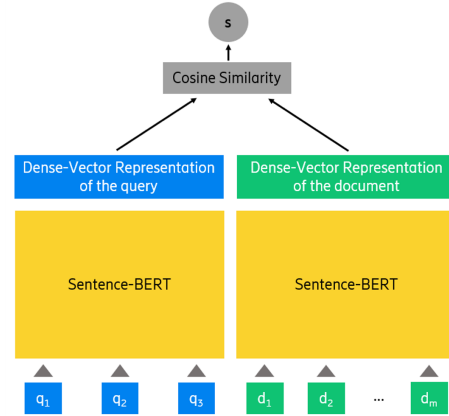 s
Cosine Similarity
Dense-Vector Representation
of the query
Dense-Vector Representation
of the document
Sentence-BERT
Sentence-BERT
q₁ q₂ q₃ d₁ d₂ ... dₘ